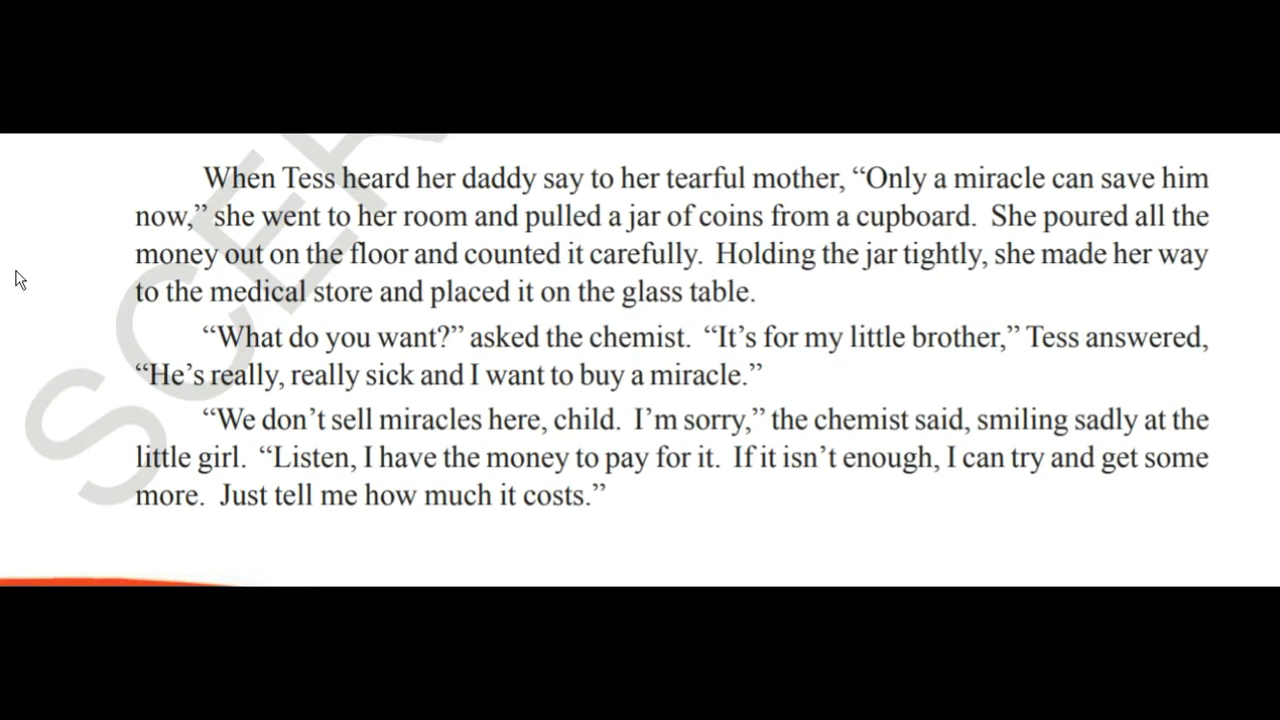 When Tess heard her daddy say to her tearful mother, “Only a miracle can save him
now,” she went to her room and pulled a jar of coins from a cupboard. She poured all the
money out on the floor and counted it carefully. Holding the jar tightly, she made her way
to the medical store and placed it on the glass table.
“What do you want?” asked the chemist. “It’s for my little brother,” Tess answered,
“He’s really, really sick and I want to buy a miracle.”
“We don’t sell miracles here, child. I’m sorry,” the chemist said, smiling sadly at the
little girl. “Listen, I have the money to pay for it. If it isn’t enough, I can try and get some
more. Just tell me how much it costs.”
SCER